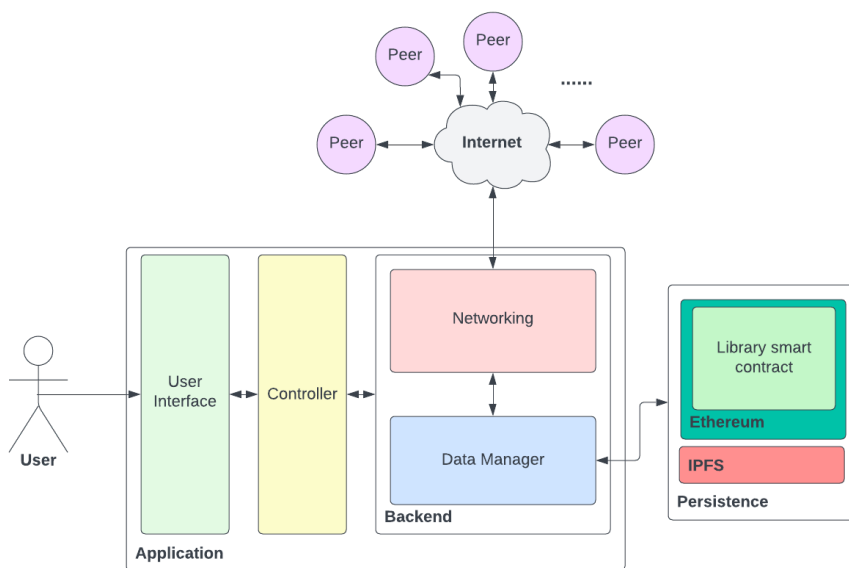 Peer
Peer
......
Peer
Internet
Peer
Networking
Library smart
contract
User
Interface
Controller
Ethereum
Data Manager
User
IPFS
Persistence
Backend
Application